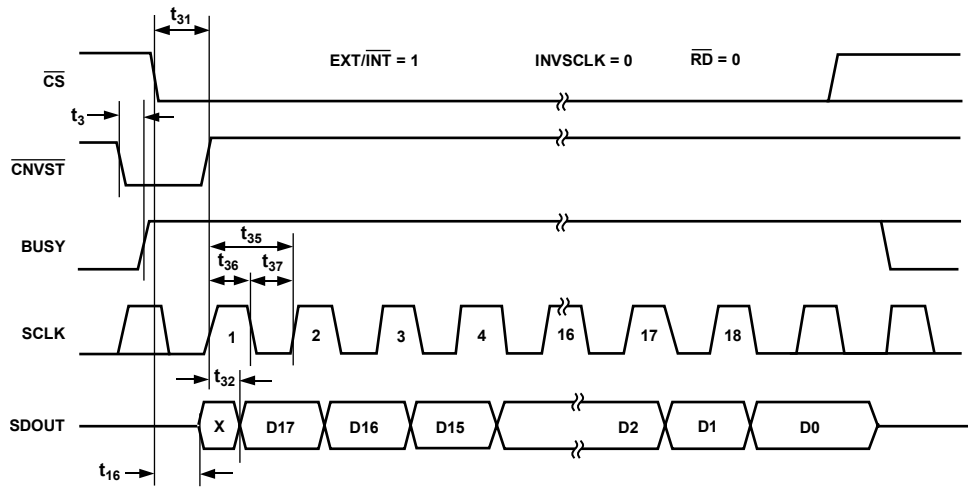 t31
EXT/INT = 1 INVSCLK = 0 RD = 0
CS
t3
CNVST
BUSY
t35
t36 t37
SCLK
1 2 3 4 16 17 18
t32
SDOUT
X D17 D16 D15 D2 D1 D0
t16